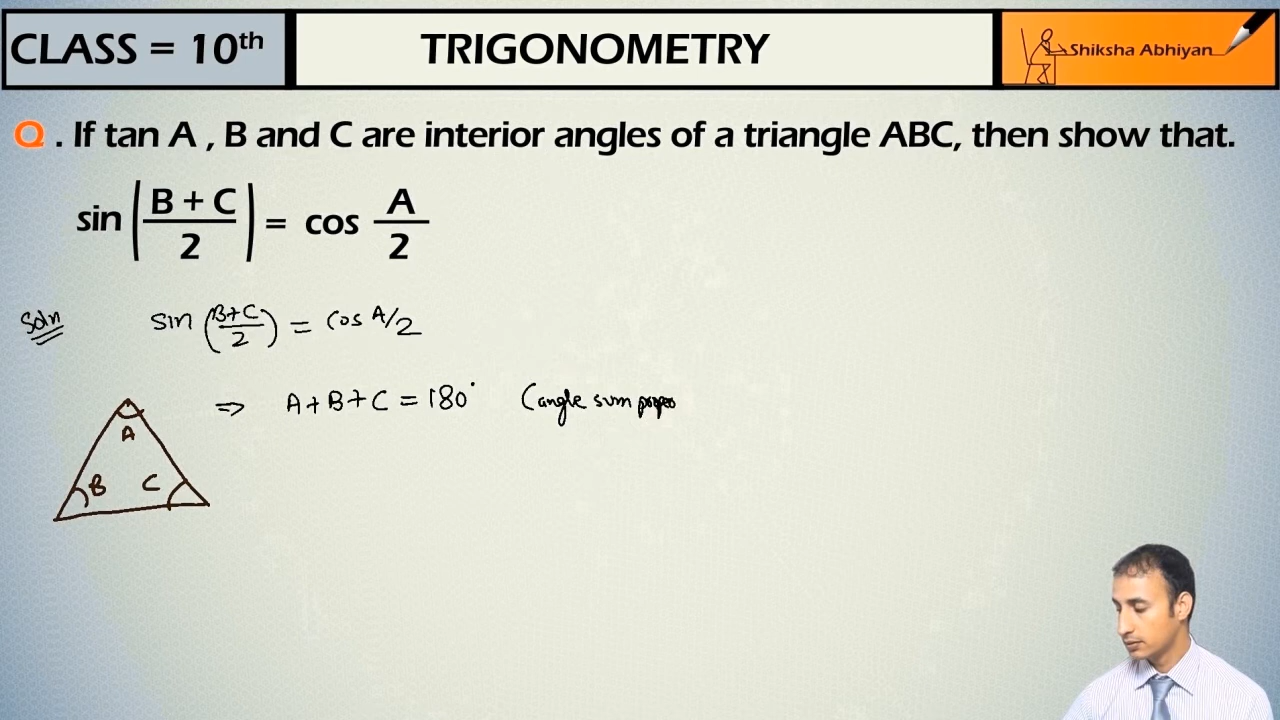 CLASS = 10th
TRIGONOMETRY
Shiksha Abhiyan
Q . If tan A , B and C are interior angles of a triangle ABC, then show that.
sin |B + C / 2| = cos A / 2
Soln
sin (B+C / 2) = cos A/2
⇒ A+B+C = 180° (angle sum prope
A
B C